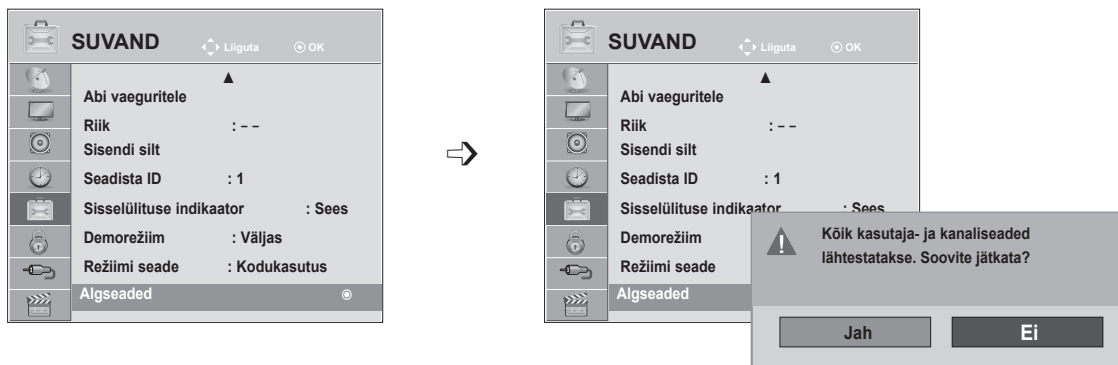 SUVAND Liiguta OK
▲
Abi vaeguritele
Riik : – –
Sisendi silt
Seadista ID : 1
Sisselülituse indikaator : Sees
Demorežiim : Väljas
Režiimi seade : Kodukasutus
Algseaded
SUVAND Liiguta OK
▲
Abi vaeguritele
Riik : – –
Sisendi silt
Seadista ID : 1
Sisselülituse indikaator : Sees
Demorežiim
Režiimi seade
Algseaded
Kõik kasutaja- ja kanaliseaded
lähtestatakse. Soovite jätkata?
Jah Ei